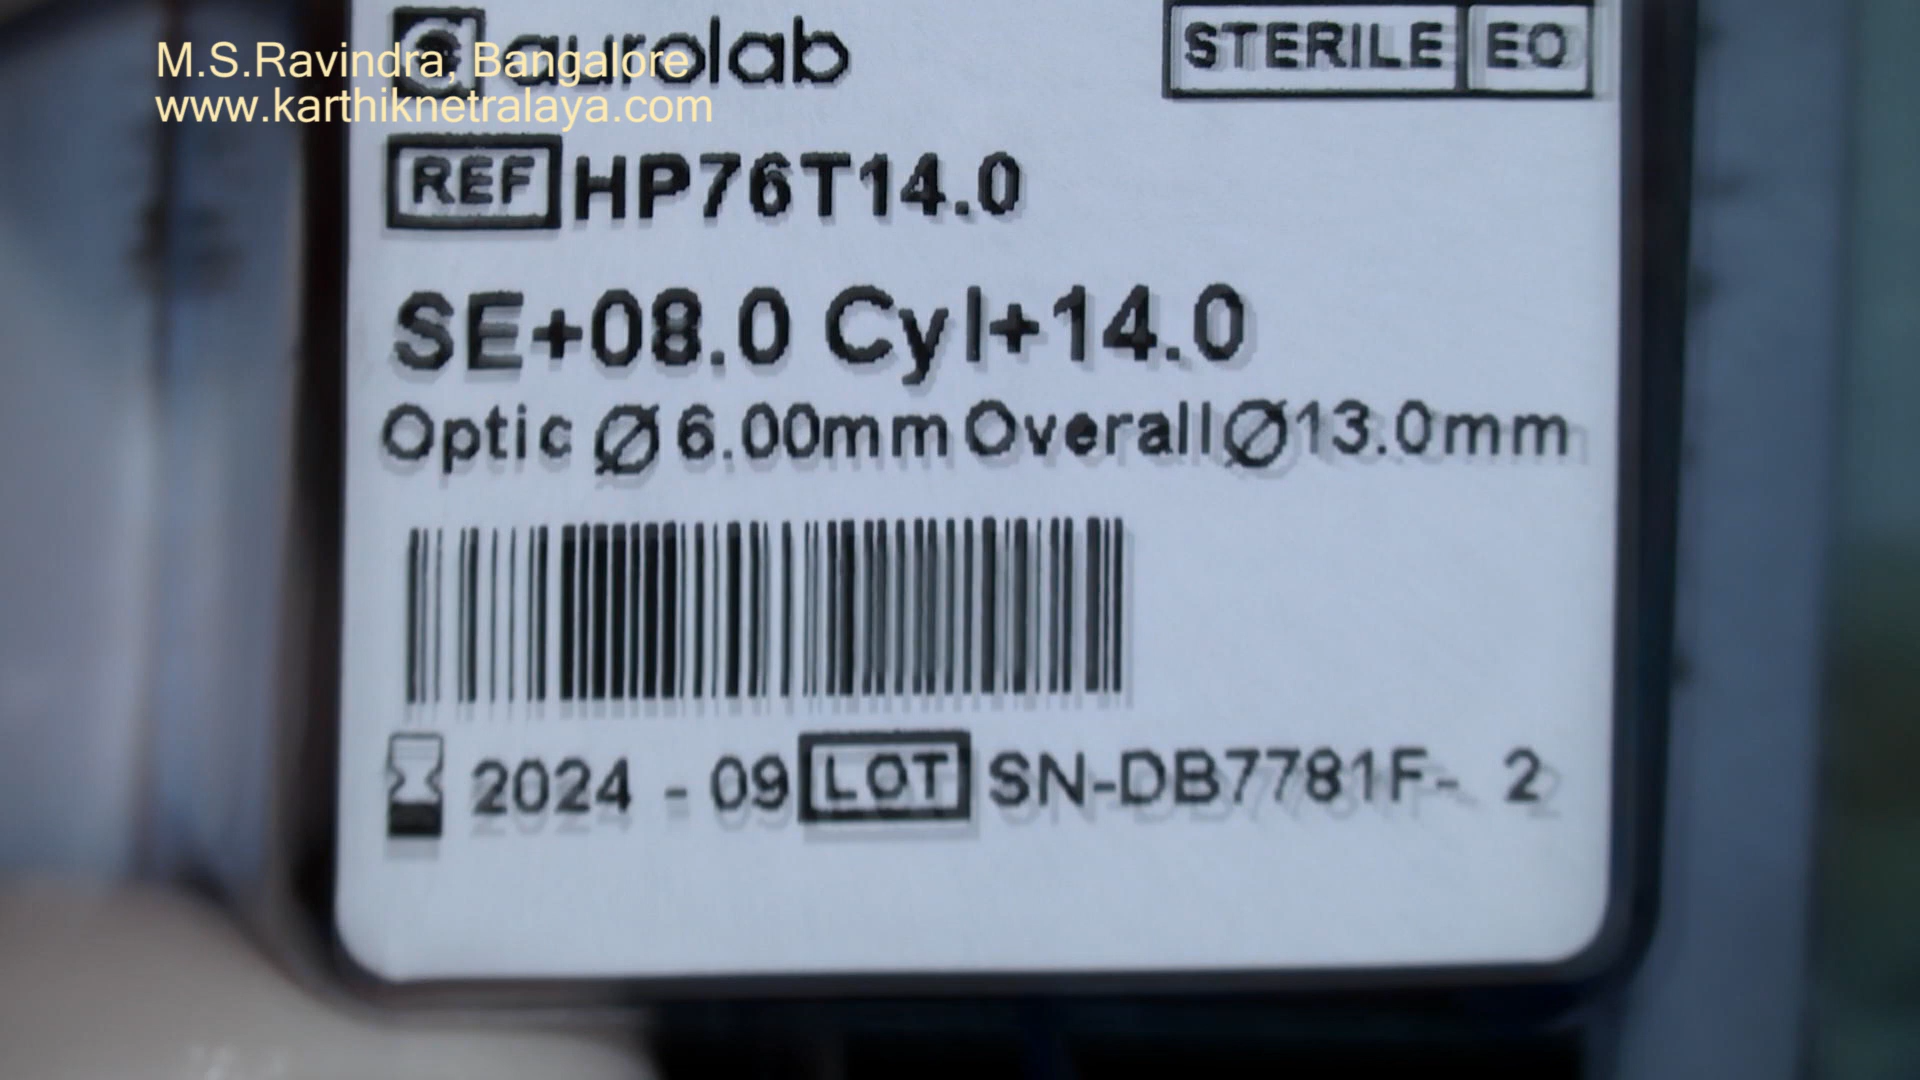 M.S.Ravindra, Bangalore
www.karthiknetralaya.com
aurolab
STERILE EO
REF HP76T14.0
SE+08.0 Cyl+14.0
Optic Ø 6.00mm Overall Ø13.0mm
2024 - 09 LOT SN-DB7781F- 2